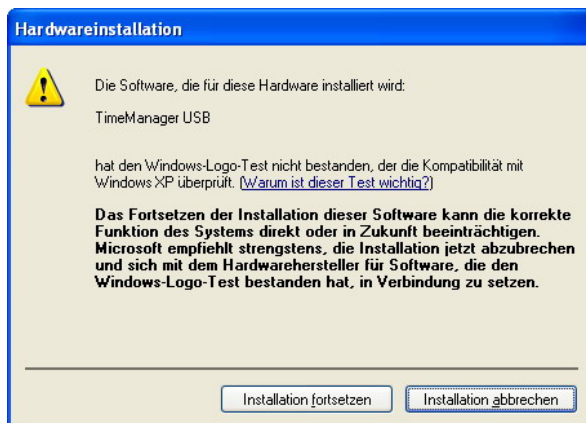 Hardwareinstallation
Die Software, die für diese Hardware installiert wird:
TimeManager USB
hat den Windows-Logo-Test nicht bestanden, der die Kompatibilität mit
Windows XP überprüft. (Warum ist dieser Test wichtig?)
Das Fortsetzen der Installation dieser Software kann die korrekte
Funktion des Systems direkt oder in Zukunft beeinträchtigen.
Microsoft empfiehlt strengstens, die Installation jetzt abzubrechen
und sich mit dem Hardwarehersteller für Software, die den
Windows-Logo-Test bestanden hat, in Verbindung zu setzen.
Installation fortsetzen
Installation abbrechen